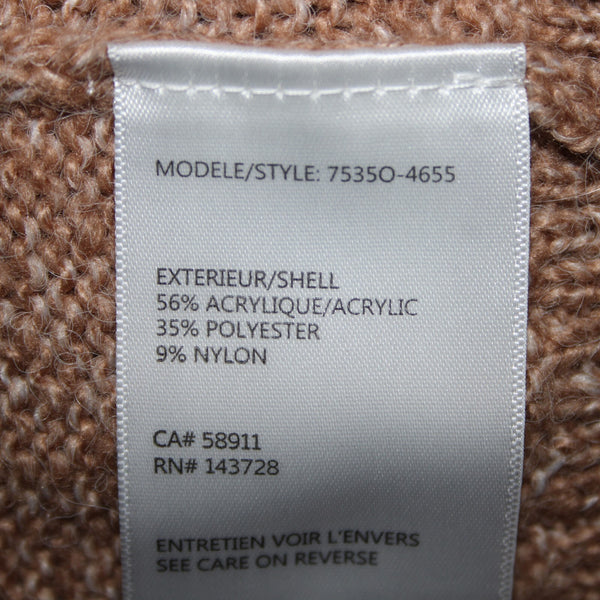 MODELE/STYLE: 7535O-4655
EXTERIEUR/SHELL
56% ACRYLIQUE/ACRYLIC
35% POLYESTER
9% NYLON
CA# 58911
RN# 143728
ENTRETIEN VOIR L'ENVERS
SEE CARE ON REVERSE